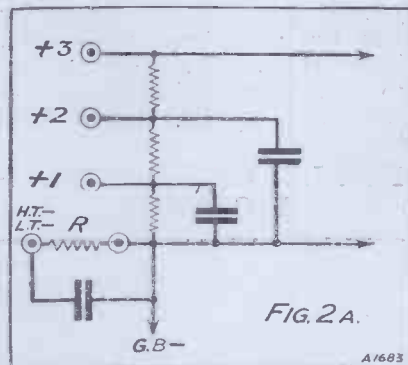 +3
+2
+1
H.T.-
L.T.-
R
G.B-
FIG. 2A.
A1683